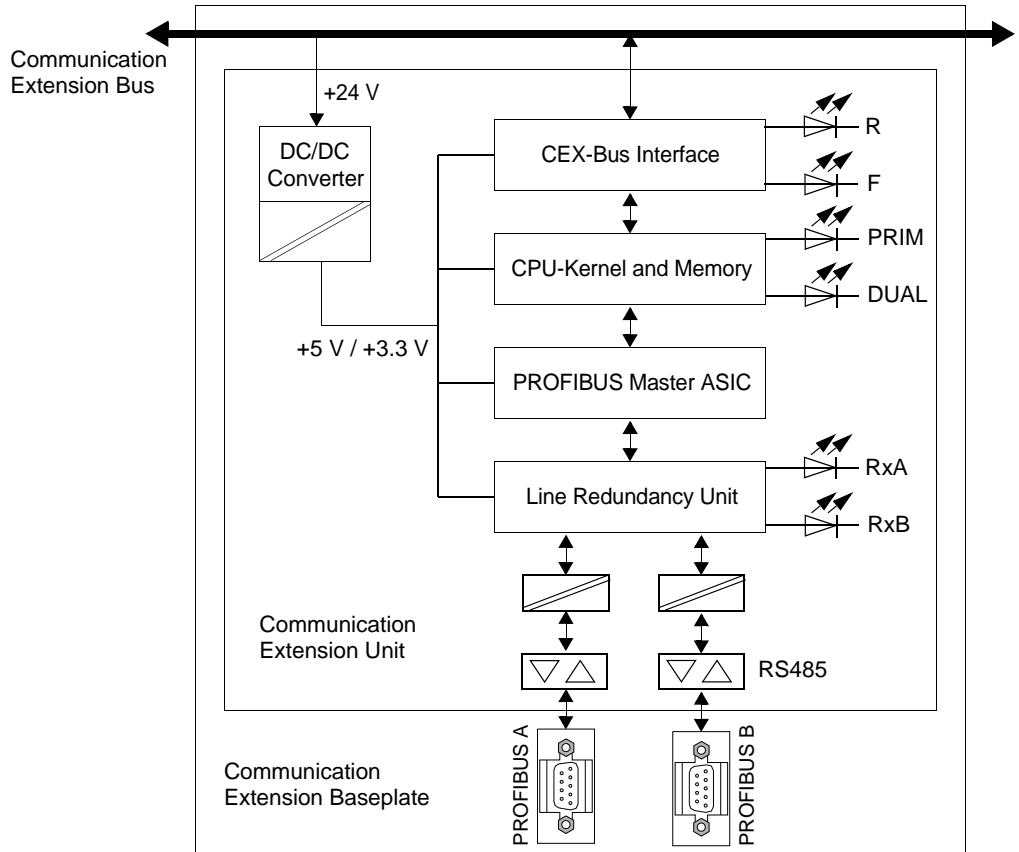 Communication
Extension Bus
+24 V
DC/DC
Converter
CEX-Bus Interface
R
F
CPU-Kernel and Memory
PRIM
DUAL
+5 V / +3.3 V
PROFIBUS Master ASIC
Line Redundancy Unit
RxA
RxB
Communication
Extension Unit
RS485
PROFIBUS A
PROFIBUS B
Communication
Extension Baseplate